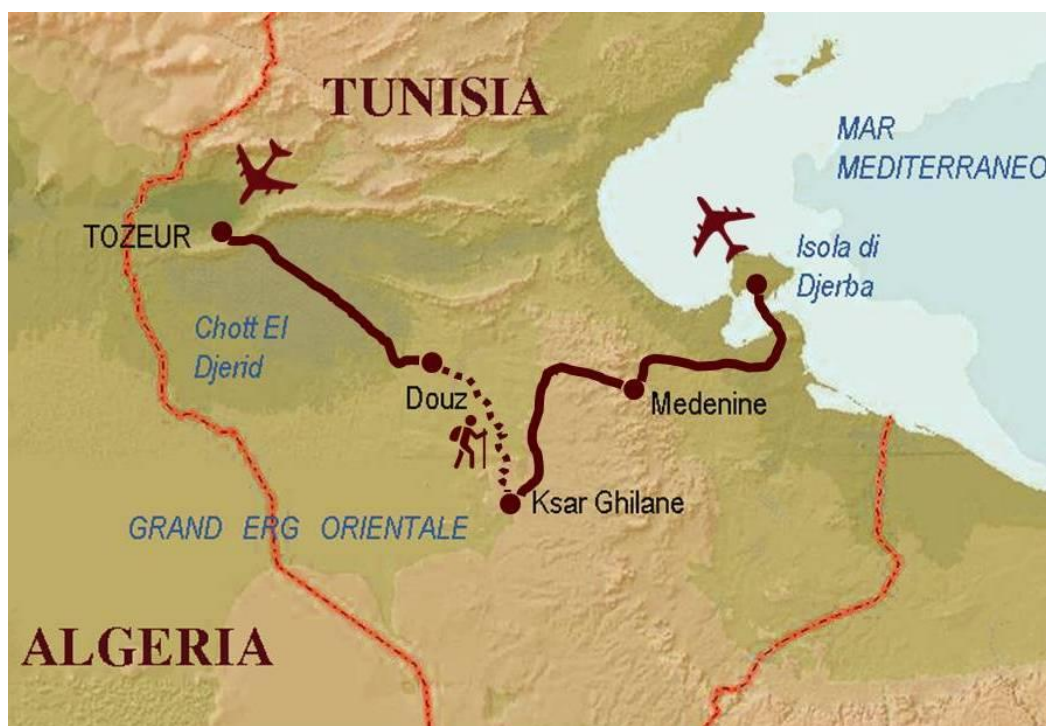 TUNISIA
MAR
MEDITERRANEO
TOZEUR
Isola di
Djerba
Chott El
Djerid
Douz
Medenine
Ksar Ghilane
GRAND ERG ORIENTALE
ALGERIA